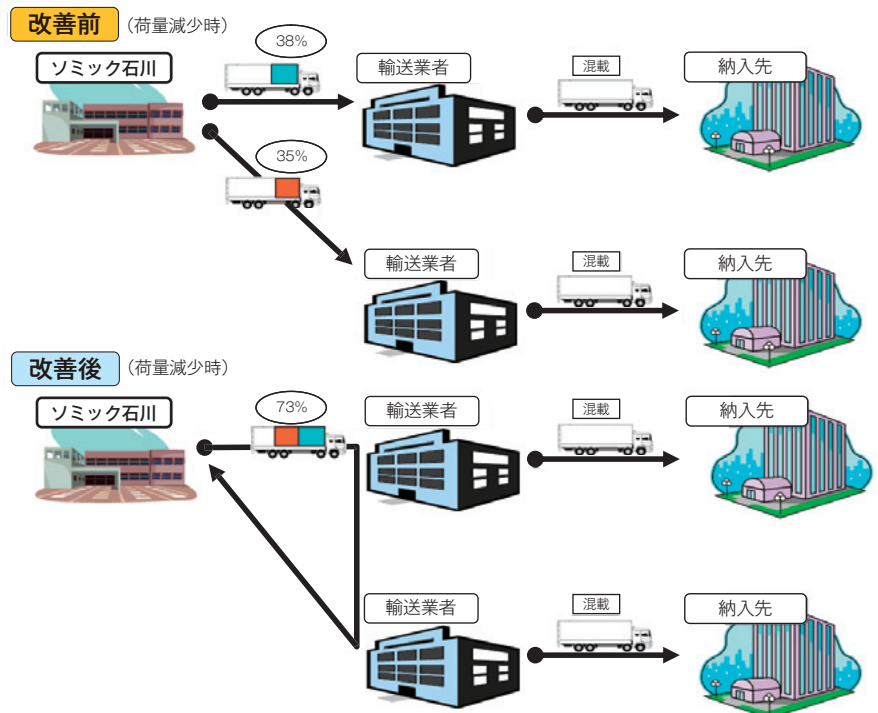 改善前 (荷量減少時)
ソミック石川
38%
輸送業者
混載
納入先
35%
輸送業者
混載
納入先
改善後 (荷量減少時)
ソミック石川
73%
輸送業者
混載
納入先
輸送業者
混載
納入先